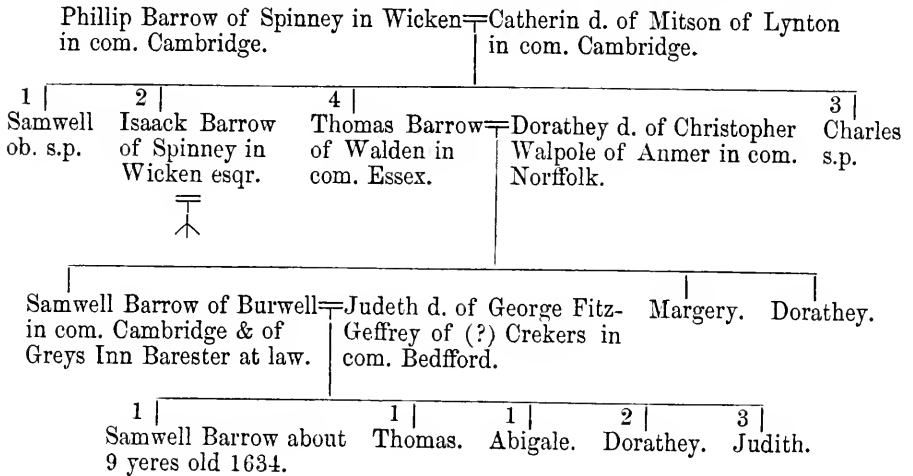 Phillip Barrow of Spinney in Wicken Catherin d. of Mitson of Lynton
in com. Cambridge. in com. Cambridge.
1 2 4 3
Samwell Isaack Barrow Thomas Barrow Dorathey d. of Christopher Charles
ob. s.p. of Spinney in of Walden in Walpole of Anmer in com. s.p.
Wicken esqr. com. Essex. Norffolk.
Samwell Barrow of Burwell Judeth d. of George Fitz- Margery. Dorathey.
in com. Cambridge & of Geffrey of (?) Crekers in
Greys Inn Barester at law. com. Bedfford.
1 1 1 2 3
Samwell Barrow about Thomas. Abigale. Dorathey. Judith.
9 yeres old 1634.